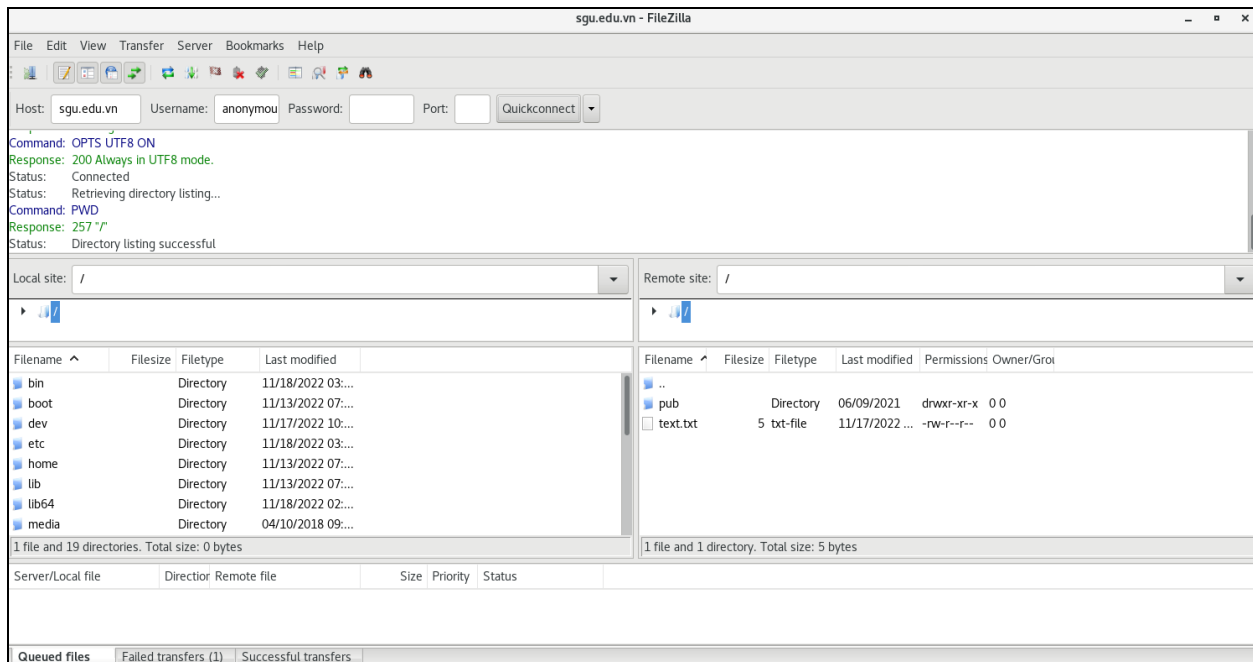 sgu.edu.vn - FileZilla
File Edit View Transfer Server Bookmarks Help
Host: sgu.edu.vn Username: anonymou Password: Port: Quickconnect
Command: OPTS UTF8 ON
Response: 200 Always in UTF8 mode.
Status: Connected
Status: Retrieving directory listing...
Command: PWD
Response: 257 "/"
Status: Directory listing successful
Local site: /
/
Filename Filesize Filetype Last modified
bin Directory 11/18/2022 03:...
boot Directory 11/13/2022 07:...
dev Directory 11/17/2022 10:...
etc Directory 11/18/2022 03:...
home Directory 11/13/2022 07:...
lib Directory 11/13/2022 07:...
lib64 Directory 11/18/2022 02:...
media Directory 04/10/2018 09:...
1 file and 19 directories. Total size: 0 bytes
Remote site: /
/
Filename Filesize Filetype Last modified Permissions Owner/Grou
..
pub Directory 06/09/2021 drwxr-xr-x 0 0
text.txt 5 txt-file 11/17/2022 ... -rw-r--r-- 0 0
1 file and 1 directory. Total size: 5 bytes
Server/Local file Direction Remote file Size Priority Status
Queued files Failed transfers (1) Successful transfers